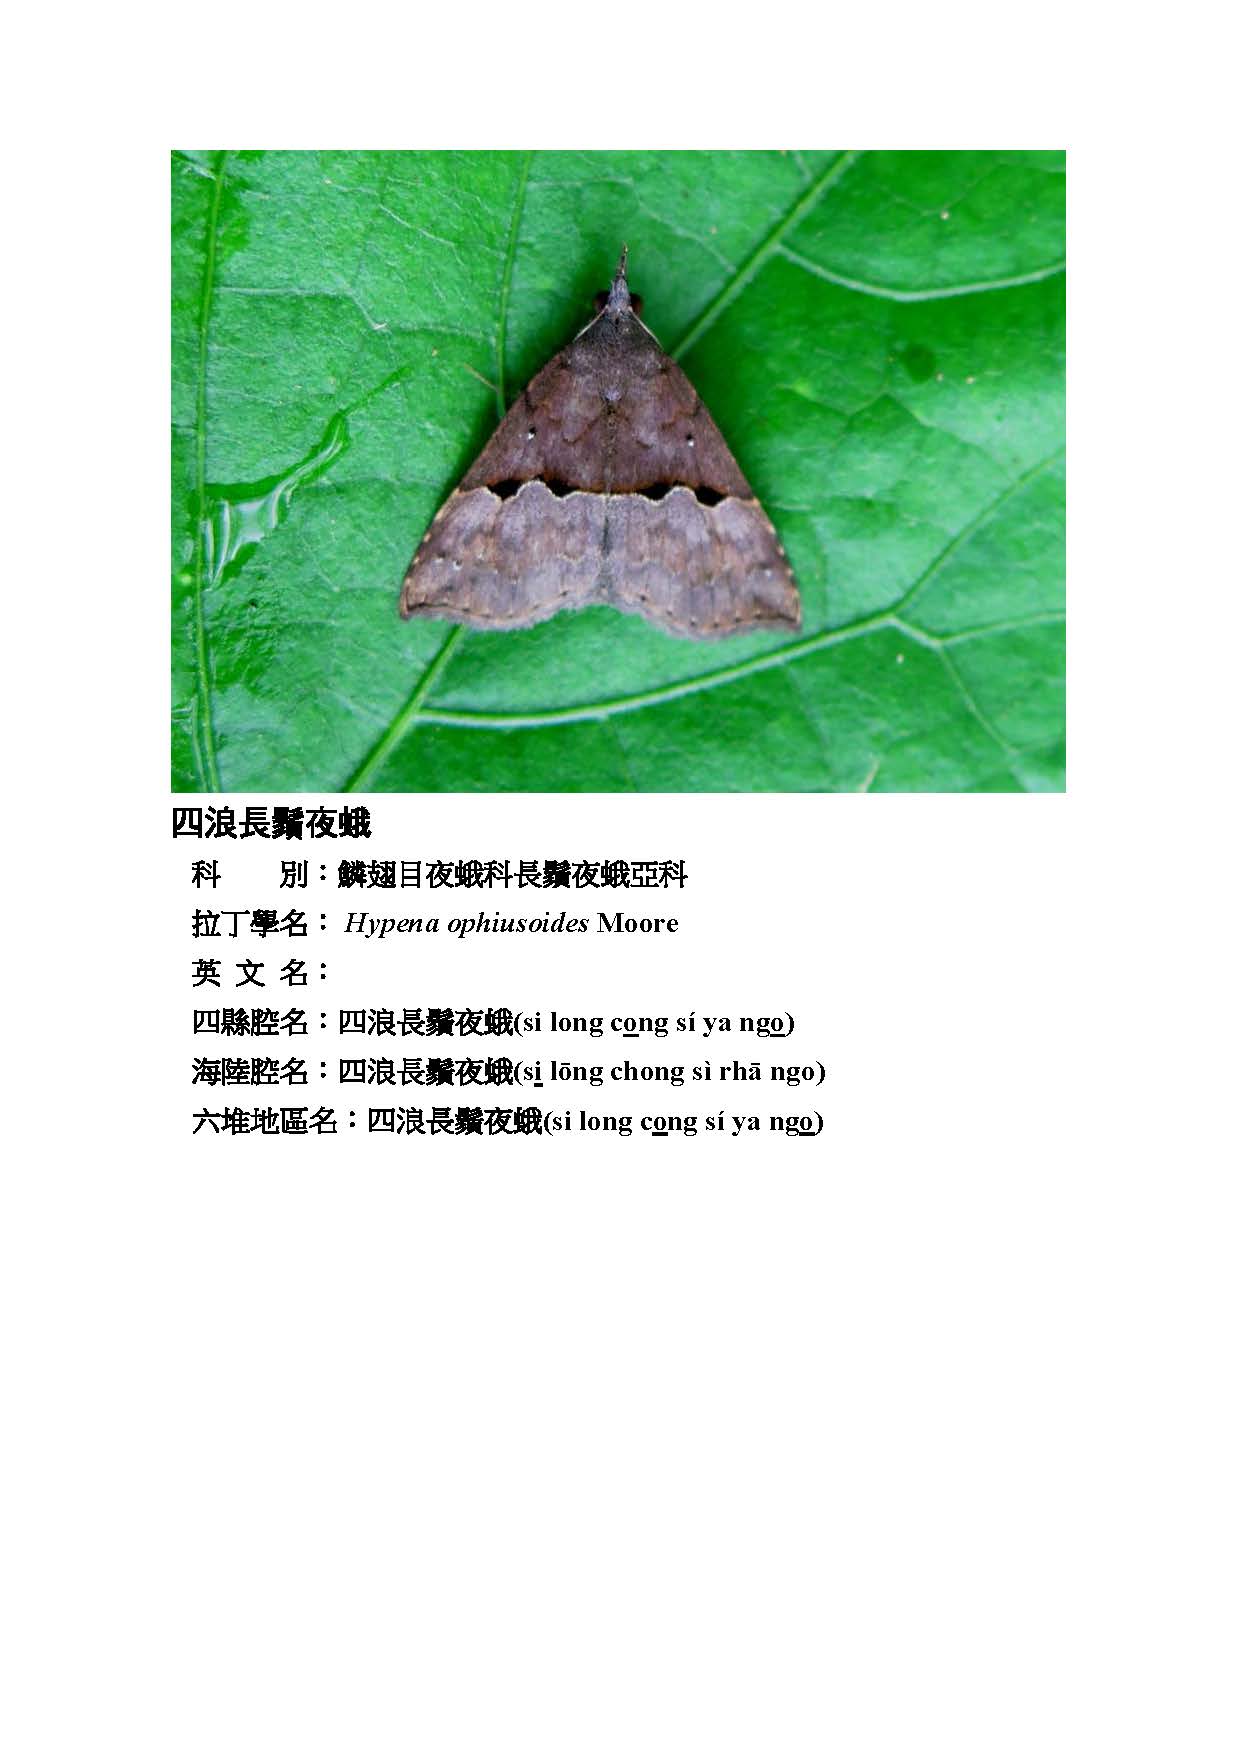 四浪長鬚夜蛾
科　　別：鱗翅目夜蛾科長鬚夜蛾亞科
拉丁學名： Hypena ophiusoides Moore
英 文 名：
四縣腔名：四浪長鬚夜蛾(si long cong sí ya ngo)
海陸腔名：四浪長鬚夜蛾(si lōng chong sì rhā ngo)
六堆地區名：四浪長鬚夜蛾(si long cong sí ya ngo)